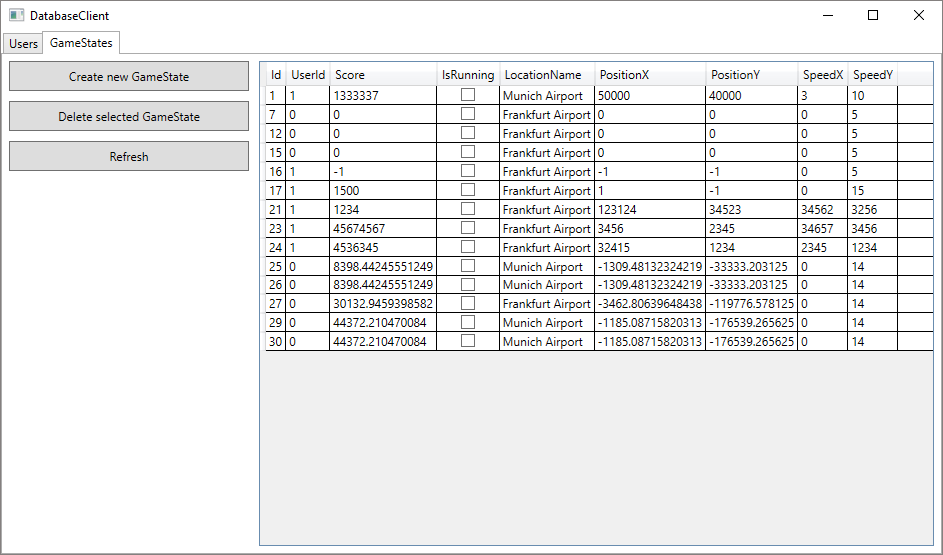 DatabaseClient
Users GameStates
Create new GameState
Delete selected GameState
Refresh
Id UserId Score IsRunning LocationName PositionX PositionY SpeedX SpeedY
1 1 1333337 Munich Airport 50000 40000 3 10
7 0 0 Frankfurt Airport 0 0 0 5
12 0 0 Frankfurt Airport 0 0 0 5
15 0 0 Frankfurt Airport 0 0 0 5
16 1 -1 Frankfurt Airport -1 -1 0 5
17 1 1500 Frankfurt Airport 1 -1 0 15
21 1 1234 Frankfurt Airport 123124 34523 34562 3256
23 1 45674567 Frankfurt Airport 3456 2345 34657 3456
24 1 4536345 Frankfurt Airport 32415 1234 2345 1234
25 0 8398.44245551249 Munich Airport -1309.48132324219 -33333.203125 0 14
26 0 8398.44245551249 Munich Airport -1309.48132324219 -33333.203125 0 14
27 0 30132.9459398582 Frankfurt Airport -3462.80639648438 -119776.578125 0 14
29 0 44372.210470084 Munich Airport -1185.08715820313 -176539.265625 0 14
30 0 44372.210470084 Munich Airport -1185.08715820313 -176539.265625 0 14